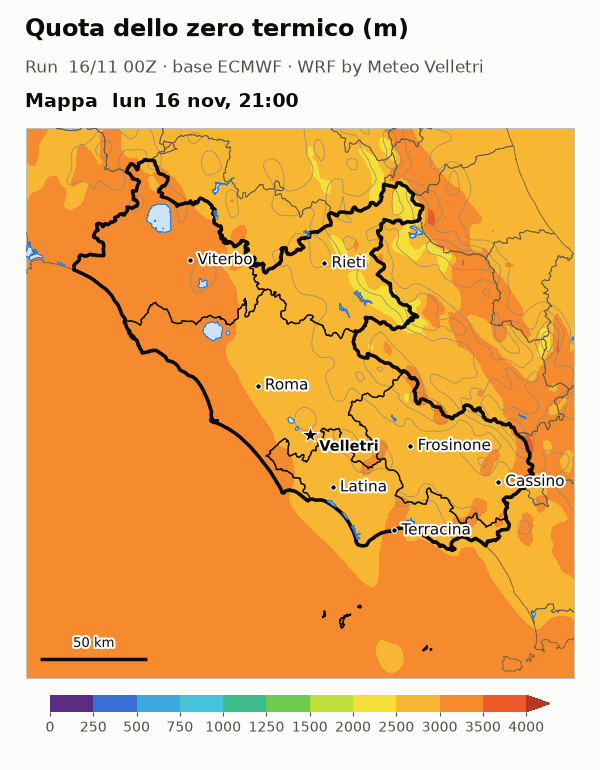 Quota dello zero termico (m)
Run  16/11 00Z · base ECMWF · WRF by Meteo Velletri
Mappa  lun 16 nov, 21:00
Viterbo
Rieti
Roma
Velletri
Frosinone
Latina
Cassino
Terracina
50 km
0 250 500 750 1000 1250 1500 2000 2500 3000 3500 4000